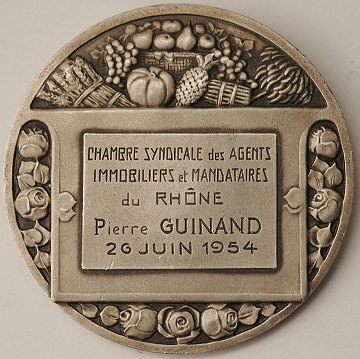 CHAMBRE SYNDICALE des AGENTS
IMMOBILIERS et MANDATAIRES
du RHÔNE
Pierre GUINAND
26 JUIN 1954